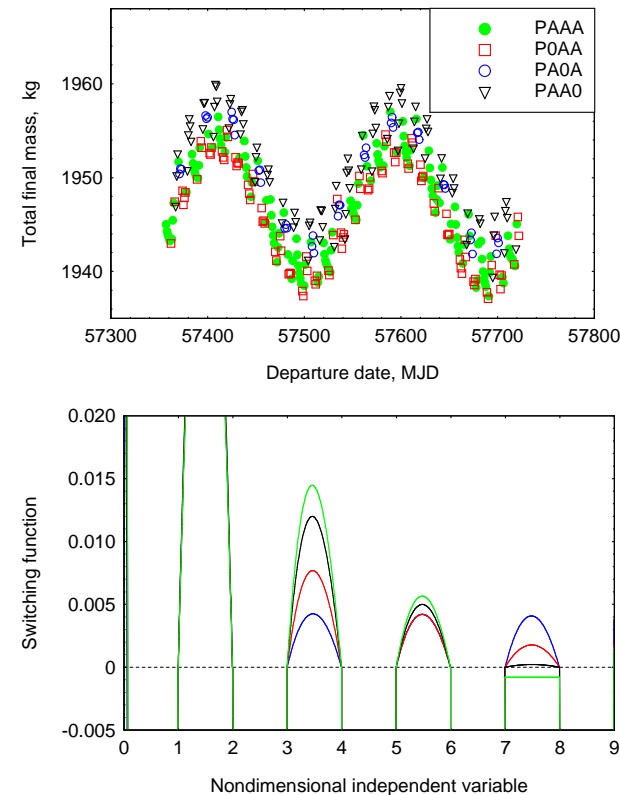 PAAA
P0AA
PA0A
PAA0
1960
1950
1940
Total final mass, kg
57300 57400 57500 57600 57700 57800
Departure date, MJD
0.020
0.015
0.010
0.005
0
-0.005
Switching function
0 1 2 3 4 5 6 7 8 9
Nondimensional independent variable